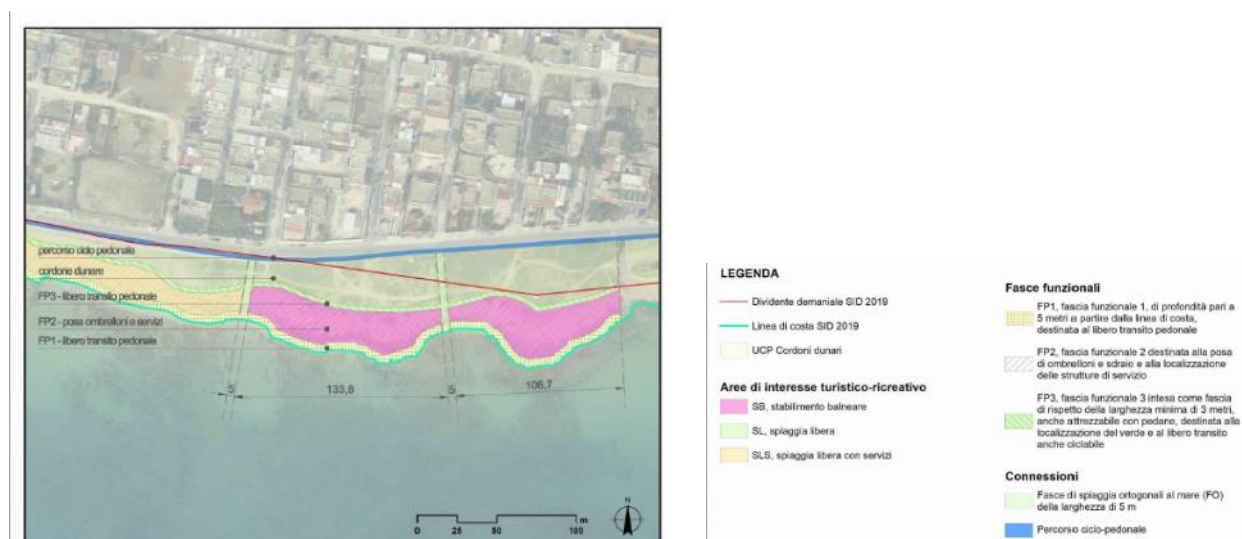 percorso ciclo pedonale
cordone dunare
FP3 - libero transito pedonale
FP2 - posa ombrelloni e servizi
FP1 - libero transito pedonale
5
133,8
5
106,7
0 25 50 100
m
N
LEGENDA
Dividente demaniale SID 2019
Linea di costa SID 2019
UCP Cordoni dunari
Aree di interesse turistico-ricreativo
SB, stabilimento balneare
SL, spiaggia libera
SLS, spiaggia libera con servizi
Fasce funzionali
FP1, fascia funzionale 1, di profondità pari a
5 metri a partire dalla linea di costa,
destinata al libero transito pedonale
FP2, fascia funzionale 2 destinata alla posa
di ombrelloni e sdraio e alla localizzazione
delle strutture di servizio
FP3, fascia funzionale 3 intesa come fascia
di rispetto della larghezza minima di 3 metri,
anche attrezzabile con pedane, destinata alla
localizzazione del verde e al libero transito
anche ciclabile
Connessioni
Fasce di spiaggia ortogonali al mare (FO)
della larghezza di 5 m
Percorso ciclo-pedonale